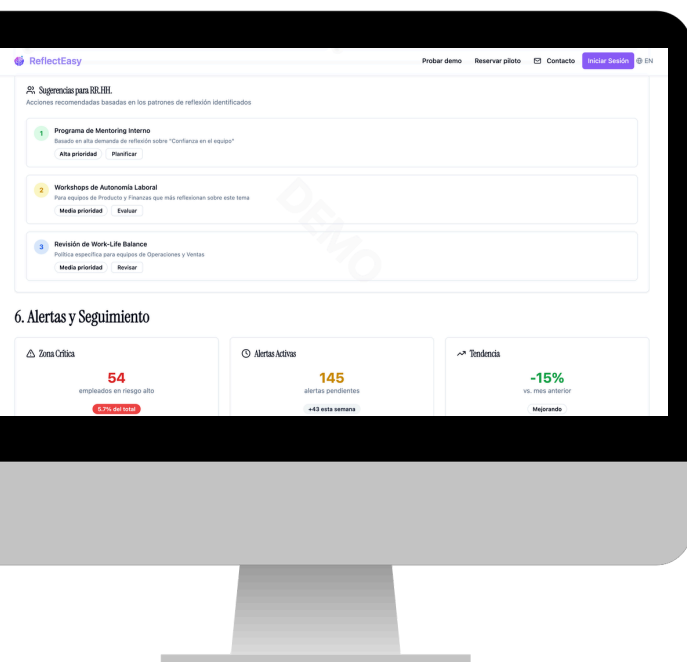 ReflectEasy
Probar demo
Reservar piloto
Contacto
Iniciar Sesión
EN
Sugerencias para RR.HH.
Acciones recomendadas basadas en los patrones de reflexión identificados
1
Programa de Mentoring Interno
Basado en alta demanda de reflexión sobre "Confianza en el equipo"
Alta prioridad
Planificar
2
Workshops de Autonomía Laboral
Para equipos de Producto y Finanzas que más reflexionan sobre este tema
Media prioridad
Evaluar
3
Revisión de Work-Life Balance
Política específica para equipos de Operaciones y Ventas
Media prioridad
Revisar
DEMO
6. Alertas y Seguimiento
Zona Crítica
54
empleados en riesgo alto
5.7% del total
Alertas Activas
145
alertas pendientes
+43 esta semana
Tendencia
-15%
vs. mes anterior
Mejorando